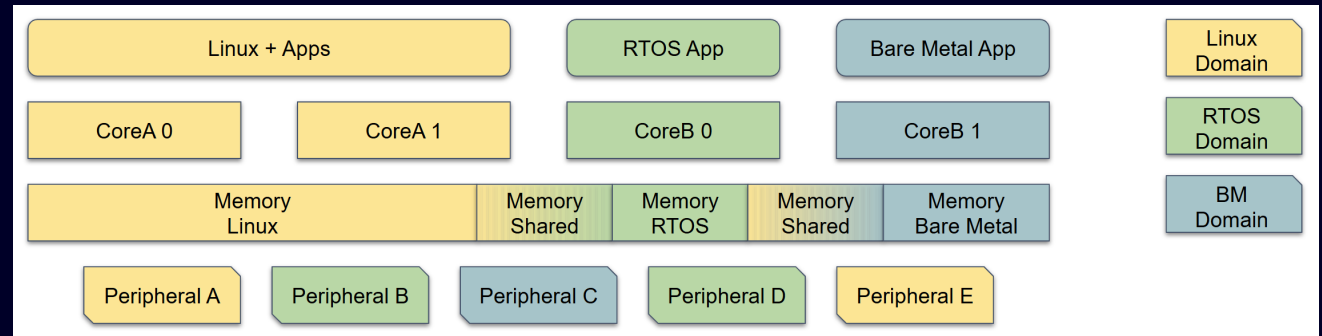 Linux + Apps
RTOS App
Bare Metal App
Linux
Domain
CoreA 0
CoreA 1
CoreB 0
CoreB 1
RTOS
Domain
Memory
Linux
Memory
Shared
Memory
RTOS
Memory
Shared
Memory
Bare Metal
BM
Domain
Peripheral A
Peripheral B
Peripheral C
Peripheral D
Peripheral E